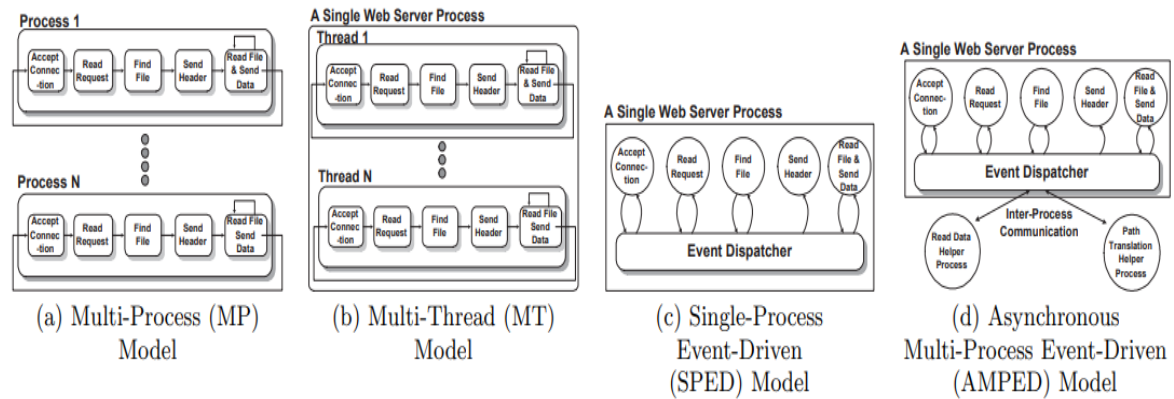 Process 1
Accept
Connec
-tion
Read
Request
Find
File
Send
Header
Read File
& Send
Data
Process N
Accept
Connec
-tion
Read
Request
Find
File
Send
Header
Read File
Send
Data
(a) Multi-Process (MP)
Model
A Single Web Server Process
Thread 1
Accept
Connec
-tion
Read
Request
Find
File
Send
Header
Read File
& Send
Data
Thread N
Accept
Connec
-tion
Read
Request
Find
File
Send
Header
Read File
Send
Data
(b) Multi-Thread (MT)
Model
A Single Web Server Process
Accept
Connec-
tion
Read
Request
Find
File
Send
Header
Read
File &
Send Data
Event Dispatcher
(c) Single-Process
Event-Driven
(SPED) Model
A Single Web Server Process
Accept
Connec-
tion
Read
Request
Find
File
Send
Header
Read
File &
Send
Data
Event Dispatcher
Inter-Process
Communication
Read Data
Helper
Process
Path
Translation
Helper
Process
(d) Asynchronous
Multi-Process Event-Driven
(AMPED) Model